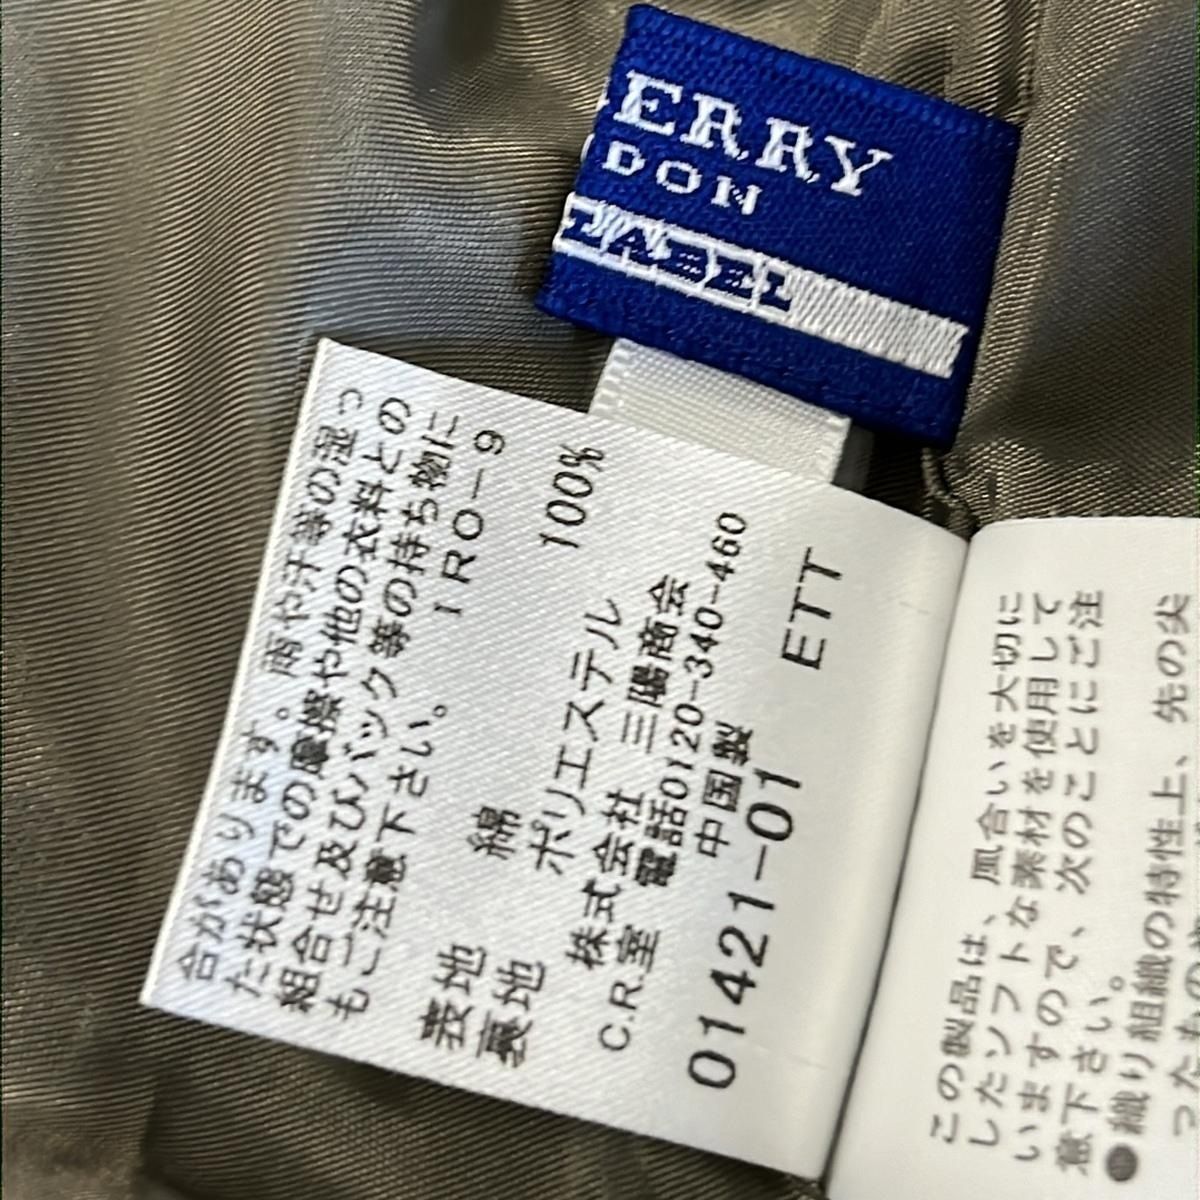 ERRY
DON
LABEL
合があります。雨や汗等の湿っ
た状態での摩擦や他の衣料との
組合せ及びバック等の持ち物に
もご注意下さい。 IRO-9
表地 綿 100%
裏地 ポリエステル
株式会社 三陽商会
C.R.室 電話0120-340-460
中国製
01421-01 ETT
この製品は、風合いを大切に
したソフトな素材を使用して
いますので、次のことにご注
意下さい。
●織り組織の特性上、先の尖